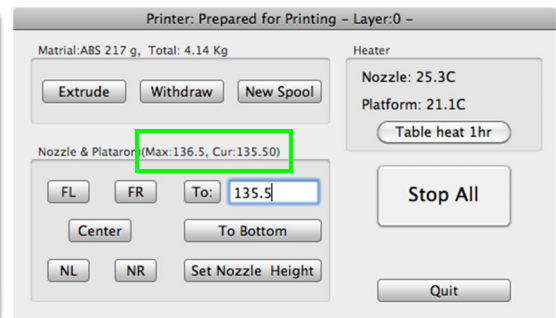 Printer: Prepared for Printing – Layer:0 –
Matrial:ABS 217 g, Total: 4.14 Kg
Extrude Withdraw New Spool
Heater
Nozzle: 25.3C
Platform: 21.1C
Table heat 1hr
Nozzle & Platarom(Max:136.5, Cur:135.50)
FL FR To: 135.5
Center To Bottom
NL NR Set Nozzle Height
Stop All
Quit